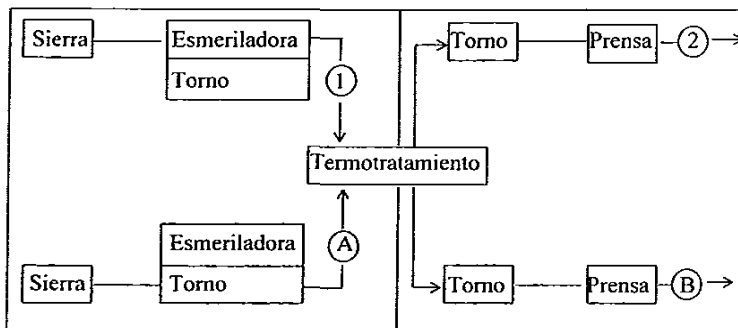 Sierra
Esmeriladora
Torno
1
Termotratamiento
Torno
Prensa
2
Sierra
Esmeriladora
Torno
A
Torno
Prensa
B